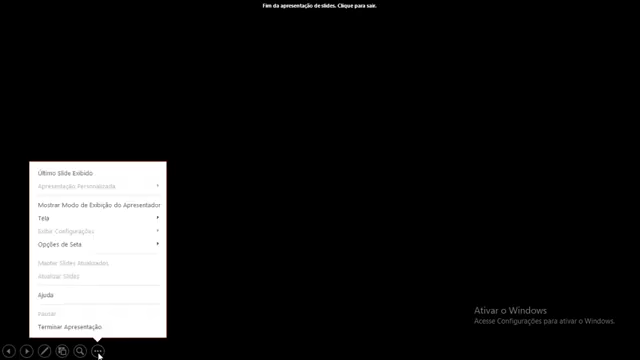 Fim da apresentação de slides. Clique para sair.
Último Slide Exibido
Apresentação Personalizada
Mostrar Modo de Exibição do Apresentador
Tela
Exibir Configurações
Opções de Seta
Manter Slides Atualizados
Atualizar Slides
Ajuda
Pausar
Terminar Apresentação
Ativar o Windows
Acesse Configurações para ativar o Windows.